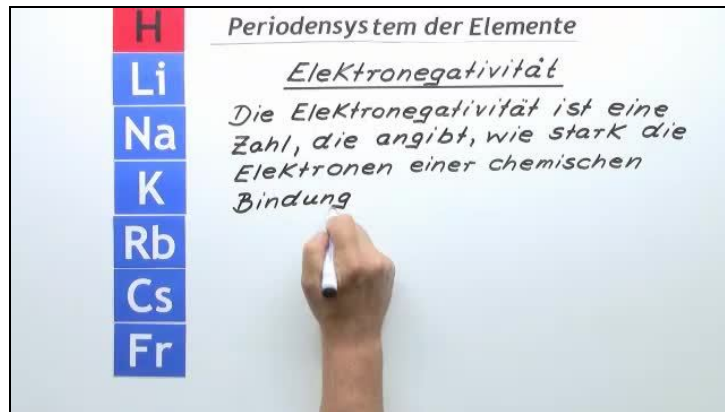 H
Li
Na
K
Rb
Cs
Fr
Periodensystem der Elemente
Elektronegativität
Die Elektronegativität ist eine
Zahl, die angibt, wie stark die
Elektronen einer chemischen
Bindung